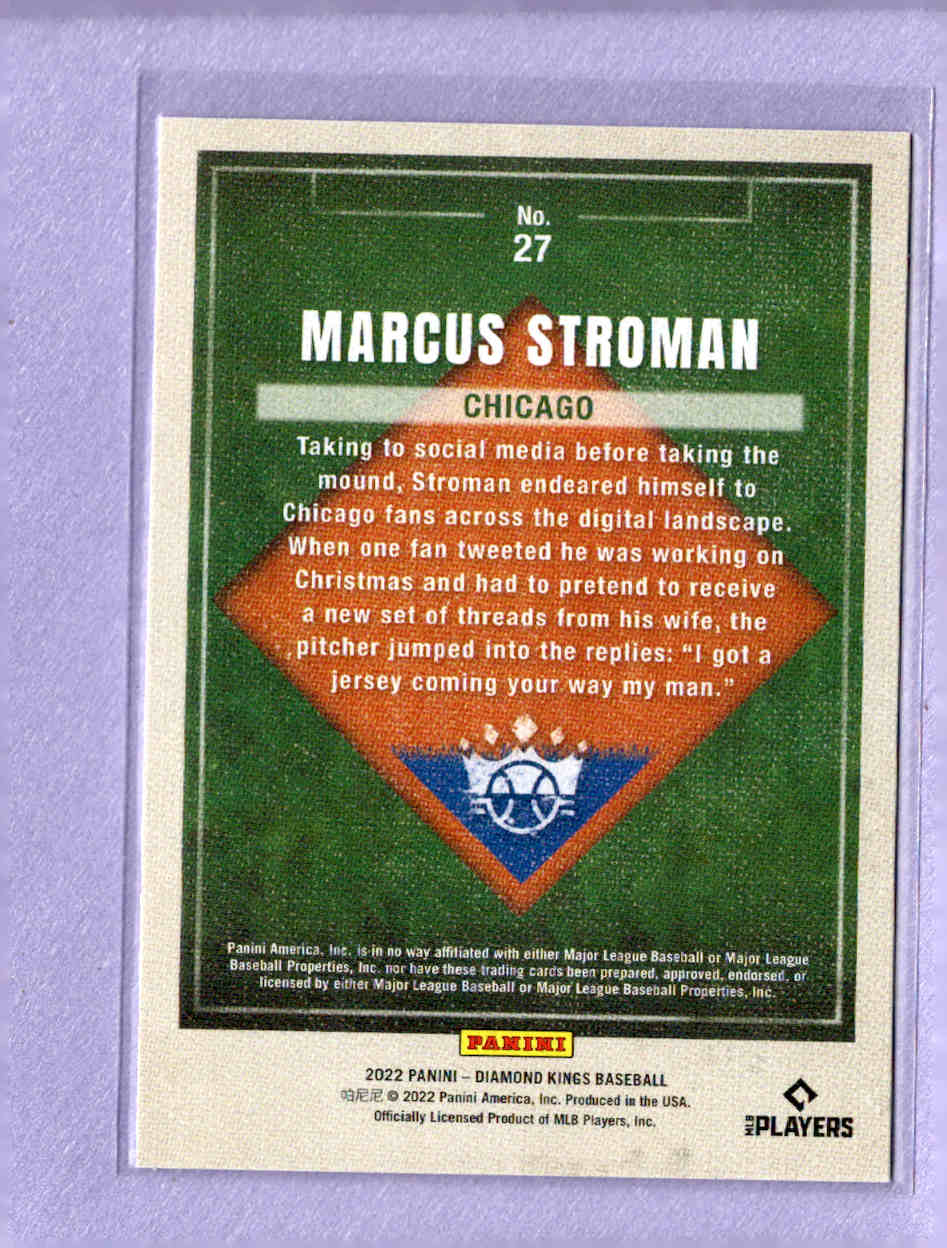 No.
27
MARCUS STROMAN
CHICAGO
Taking to social media before taking the
mound, Stroman endeared himself to
Chicago fans across the digital landscape.
When one fan tweeted he was working on
Christmas and had to pretend to receive
a new set of threads from his wife, the
pitcher jumped into the replies: “I got a
jersey coming your way my man.”
Panini America, Inc. is in no way affiliated with either Major League Baseball or Major League
Baseball Properties, Inc. nor have these trading cards been prepared, approved, endorsed, or
licensed by either Major League Baseball or Major League Baseball Properties, Inc.
PANINI
2022 PANINI – DIAMOND KINGS BASEBALL
帕尼尼 © 2022 Panini America, Inc. Produced in the USA.
Officially Licensed Product of MLB Players, Inc.
MLB PLAYERS